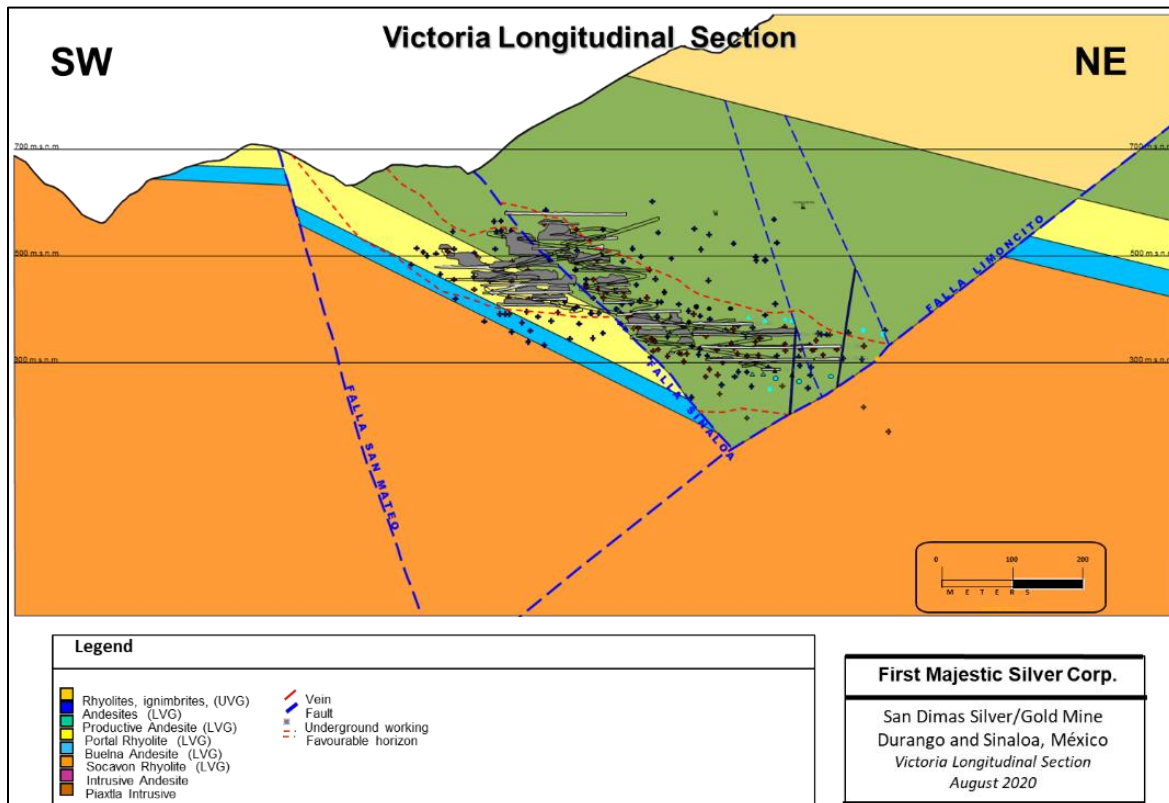 Victoria Longitudinal Section
SW
NE
700 m.s.n.m
700 m.s.n.m
500 m.s.n.m
500 m.s.n.m
300 m.s.n.m
300 m.s.n.m
FALLA LIMONCITO
FALLA SINALOA
FALLA SAN MATEO
0 100 200
METERS
Legend
Rhyolites, ignimbrites, (UVG)
Andesites (LVG)
Productive Andesite (LVG)
Portal Rhyolite (LVG)
Buelna Andesite (LVG)
Socavon Rhyolite (LVG)
Intrusive Andesite
Piaxtla Intrusive
Vein
Fault
Underground working
Favourable horizon
First Majestic Silver Corp.
San Dimas Silver/Gold Mine
Durango and Sinaloa, México
Victoria Longitudinal Section
August 2020